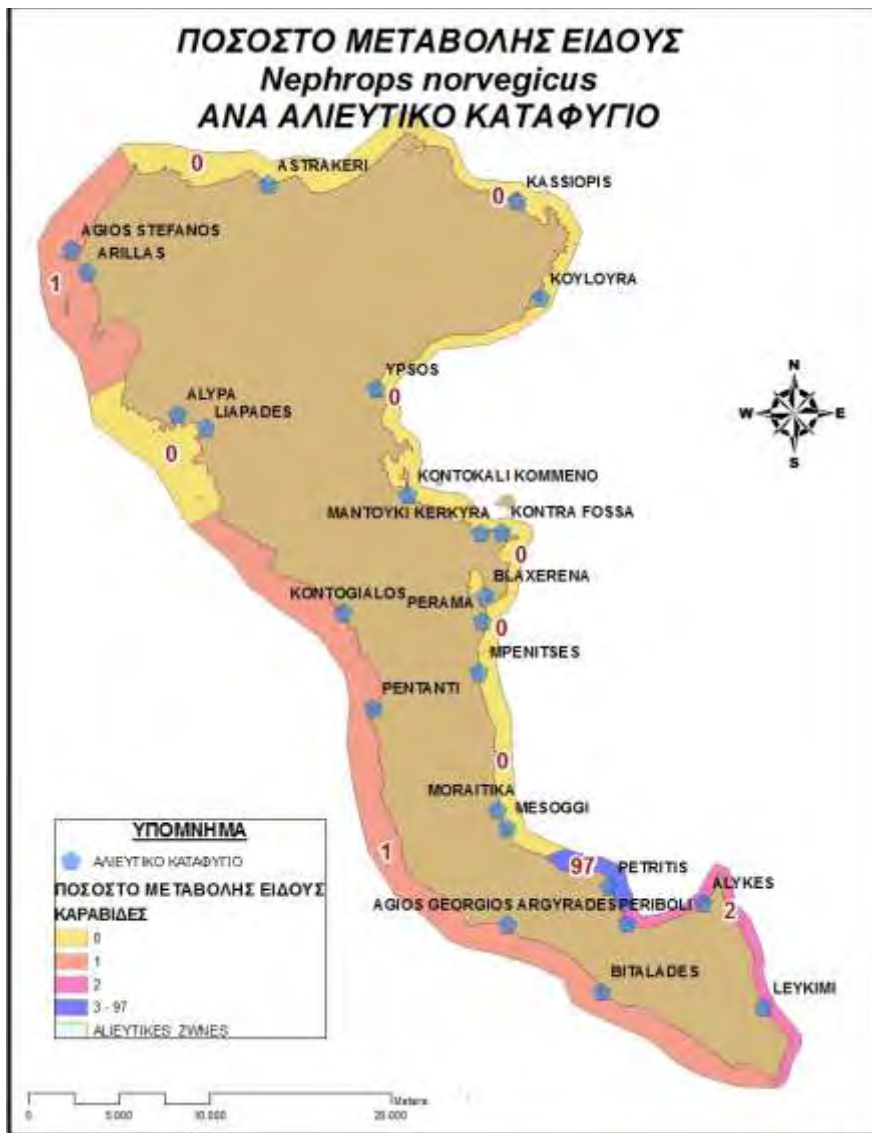 ΠΟΣΟΣΤΟ ΜΕΤΑΒΟΛΗΣ ΕΙΔΟΥΣ
Nephrops norvegicus
ΑΝΑ ΑΛΙΕΥΤΙΚΟ ΚΑΤΑΦΥΓΙΟ
0
ASTRAKERI
KASSIOPIS
0
AGIOS STEFANOS
ARILLAS
1
KOYLOYRA
YPSOS
0
ALYPA
LIAPADES
0
N
W E
S
KONTOKALI KOMMENO
MANTOYKI KERKYRA KONTRA FOSSA
0
BLAXERENA
KONTOGIALOS
PERAMA
0
MPENITSES
PENTANTI
0
MORAITIKA
MESOGGI
1
97
PETRITIS
ALYKES
AGIOS GEORGIOS ARGYRADES PERIBOLI
2
BITALADES
LEYKIMI
ΥΠΟΜΝΗΜΑ
ΑΛΙΕΥΤΙΚΟ ΚΑΤΑΦΥΓΙΟ
ΠΟΣΟΣΤΟ ΜΕΤΑΒΟΛΗΣ ΕΙΔΟΥΣ
ΚΑΡΑΒΙΔΕΣ
0
1
2
3 - 97
ALIEYTIKES ZWNES
Meters
0 5.000 10.000 20.000